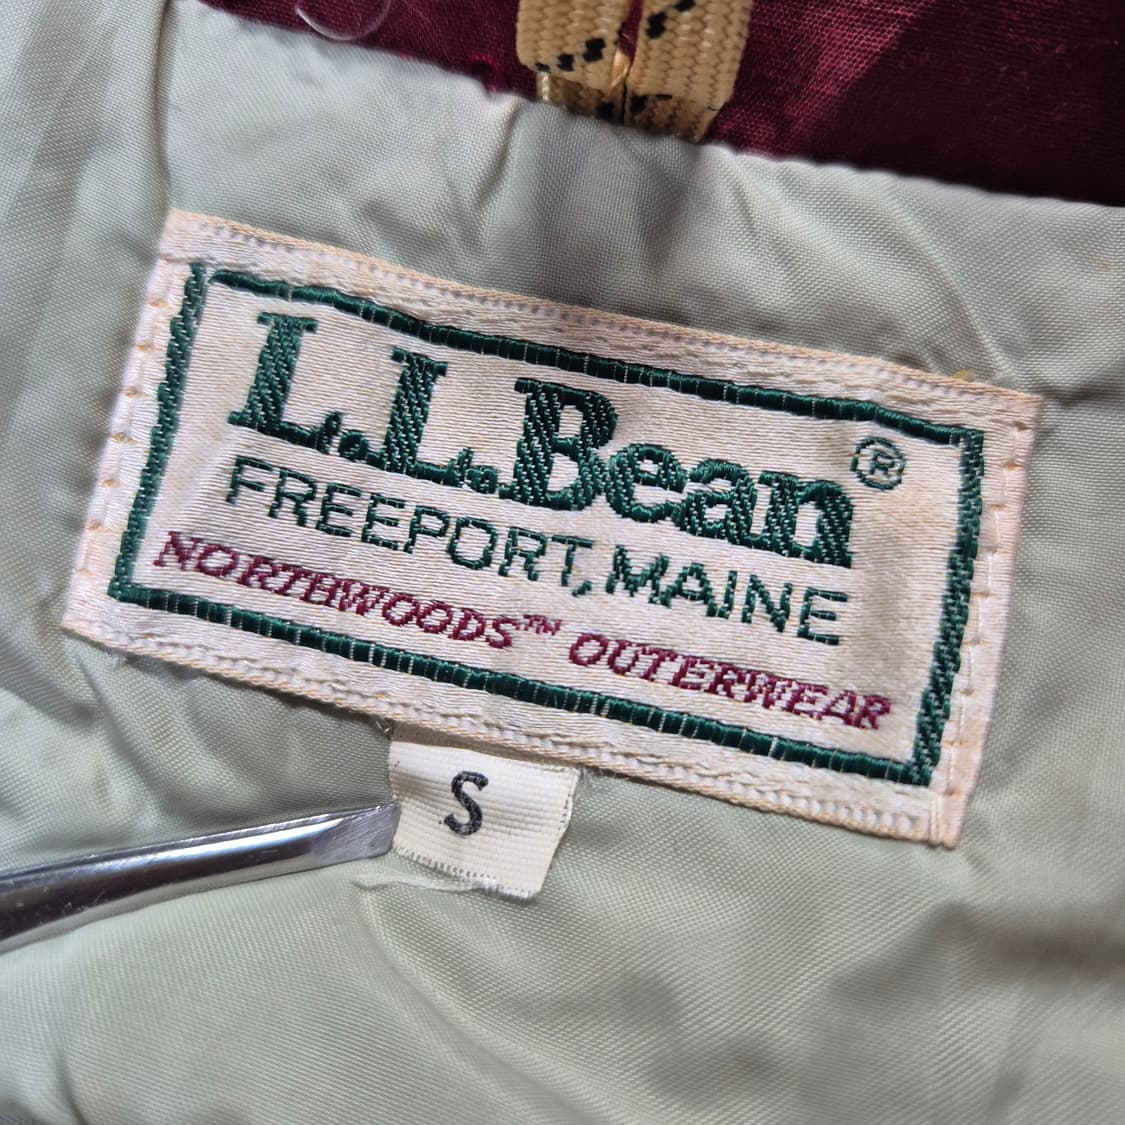 L.L.Bean®
FREEPORT, MAINE
NORTHWOODS™ OUTERWEAR
S